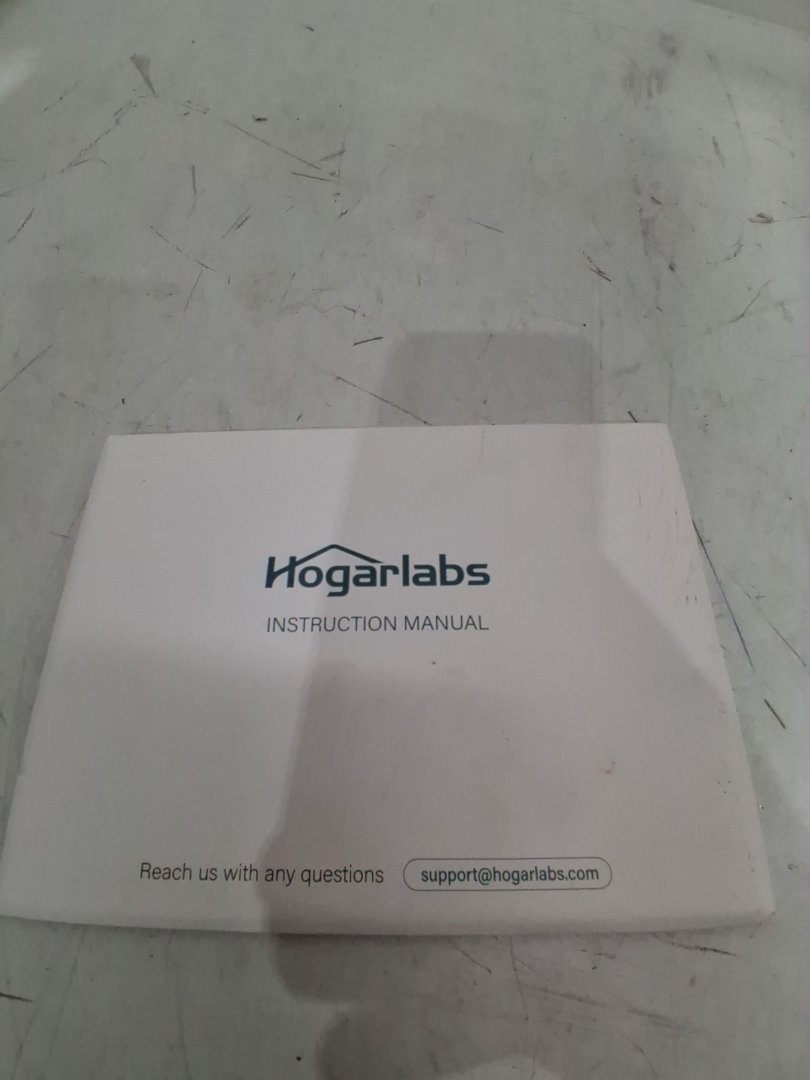 Hogarlabs
INSTRUCTION MANUAL
Reach us with any questions support@hogarlabs.com